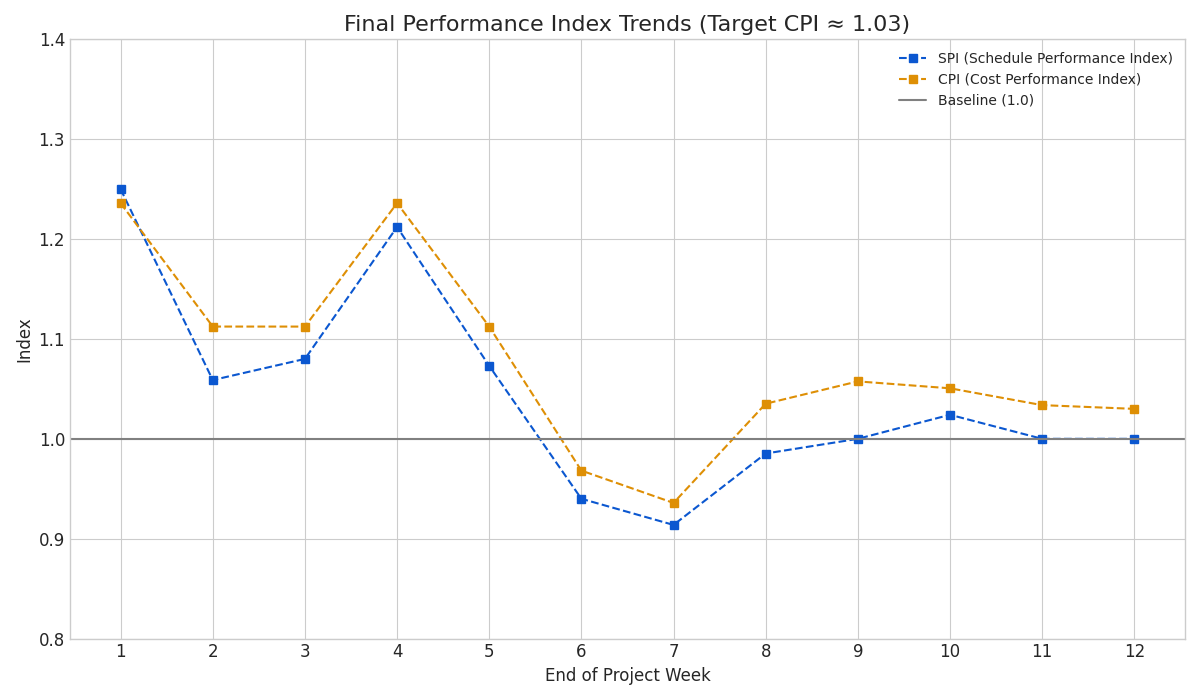 Final Performance Index Trends (Target CPI ≈ 1.03)
SPI (Schedule Performance Index)
CPI (Cost Performance Index)
Baseline (1.0)
1.4
1.3
1.2
1.1
1.0
0.9
0.8
Index
1 2 3 4 5 6 7 8 9 10 11 12
End of Project Week